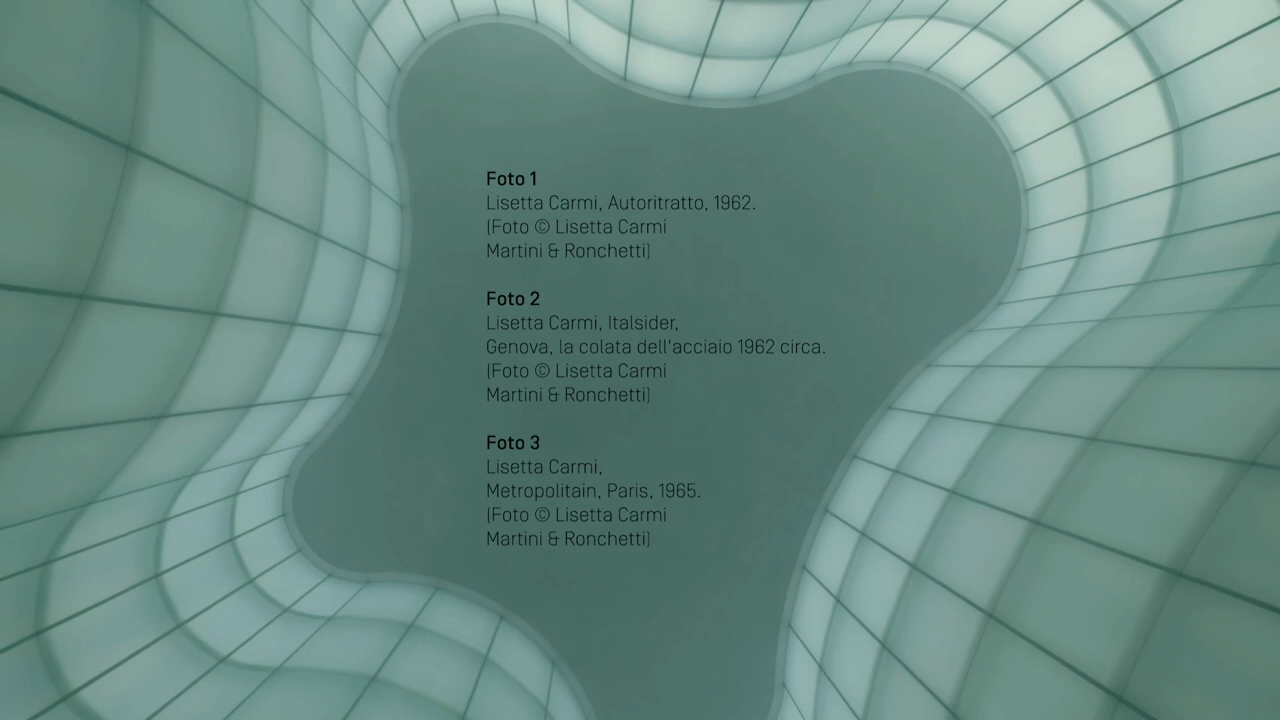 Foto 1
Lisetta Carmi, Autoritratto, 1962.
(Foto © Lisetta Carmi
Martini & Ronchetti)
Foto 2
Lisetta Carmi, Italsider,
Genova, la colata dell'acciaio 1962 circa.
(Foto © Lisetta Carmi
Martini & Ronchetti)
Foto 3
Lisetta Carmi,
Metropolitain, Paris, 1965.
(Foto © Lisetta Carmi
Martini & Ronchetti)